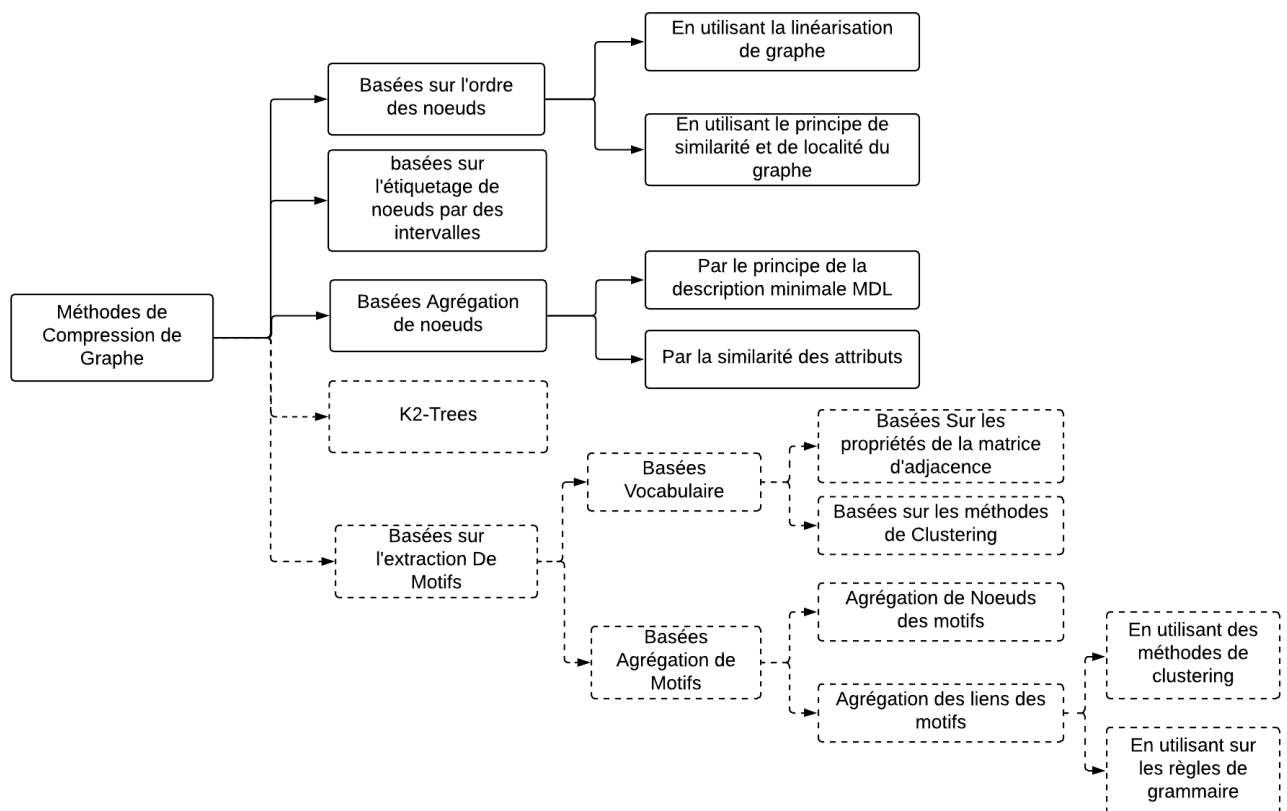 En utilisant la linéarisation
de graphe
Basées sur l'ordre
des noeuds
En utilisant le principe de
similarité et de localité du
graphe
basées sur
l'étiquetage de
noeuds par des
intervalles
Par le principe de la
description minimale MDL
Basées Agrégation
de noeuds
Méthodes de
Compression de
Graphe
Par la similarité des attributs
K2-Trees
Basées Sur les
propriétés de la matrice
d'adjacence
Basées
Vocabulaire
Basées sur les méthodes
de Clustering
Basées sur
l'extraction De
Motifs
Agrégation de Noeuds
des motifs
Basées
Agrégation de
Motifs
En utilisant des
méthodes de
clustering
Agrégation des liens des
motifs
En utilisant sur
les règles de
grammaire